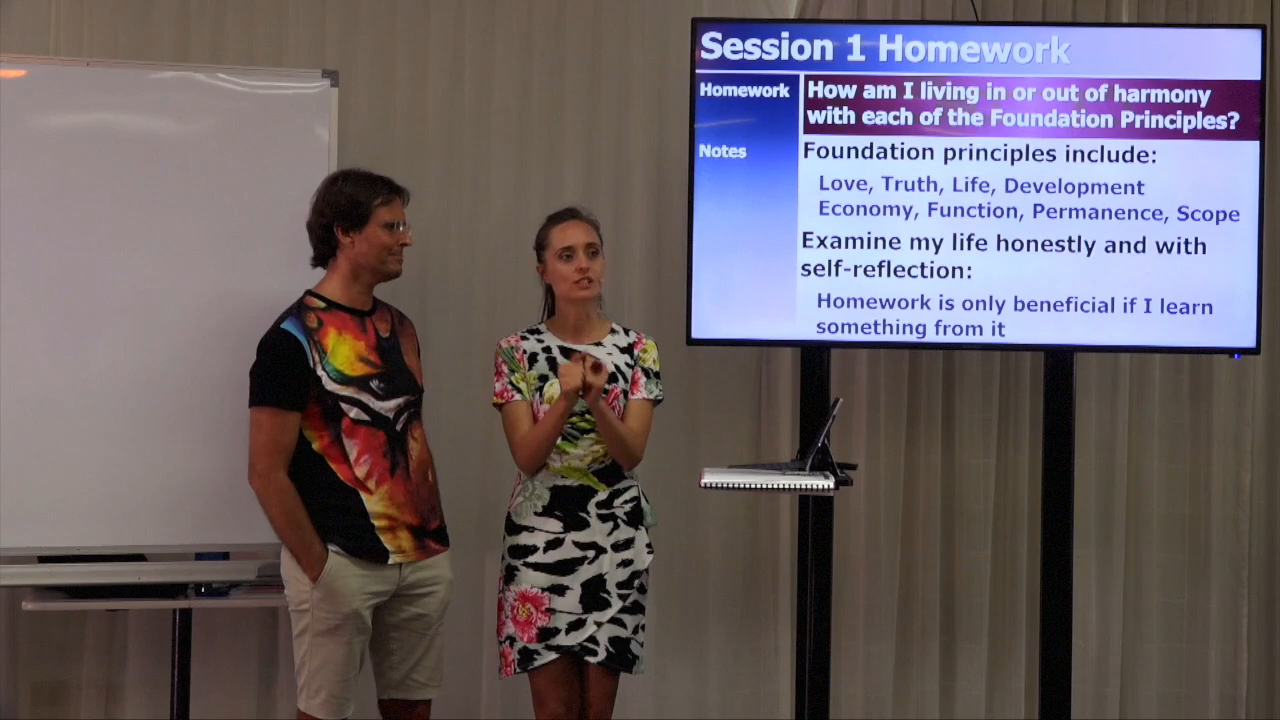 Session 1 Homework
Homework
How am I living in or out of harmony
with each of the Foundation Principles?
Notes
Foundation principles include:
Love, Truth, Life, Development
Economy, Function, Permanence, Scope
Examine my life honestly and with
self-reflection:
Homework is only beneficial if I learn
something from it